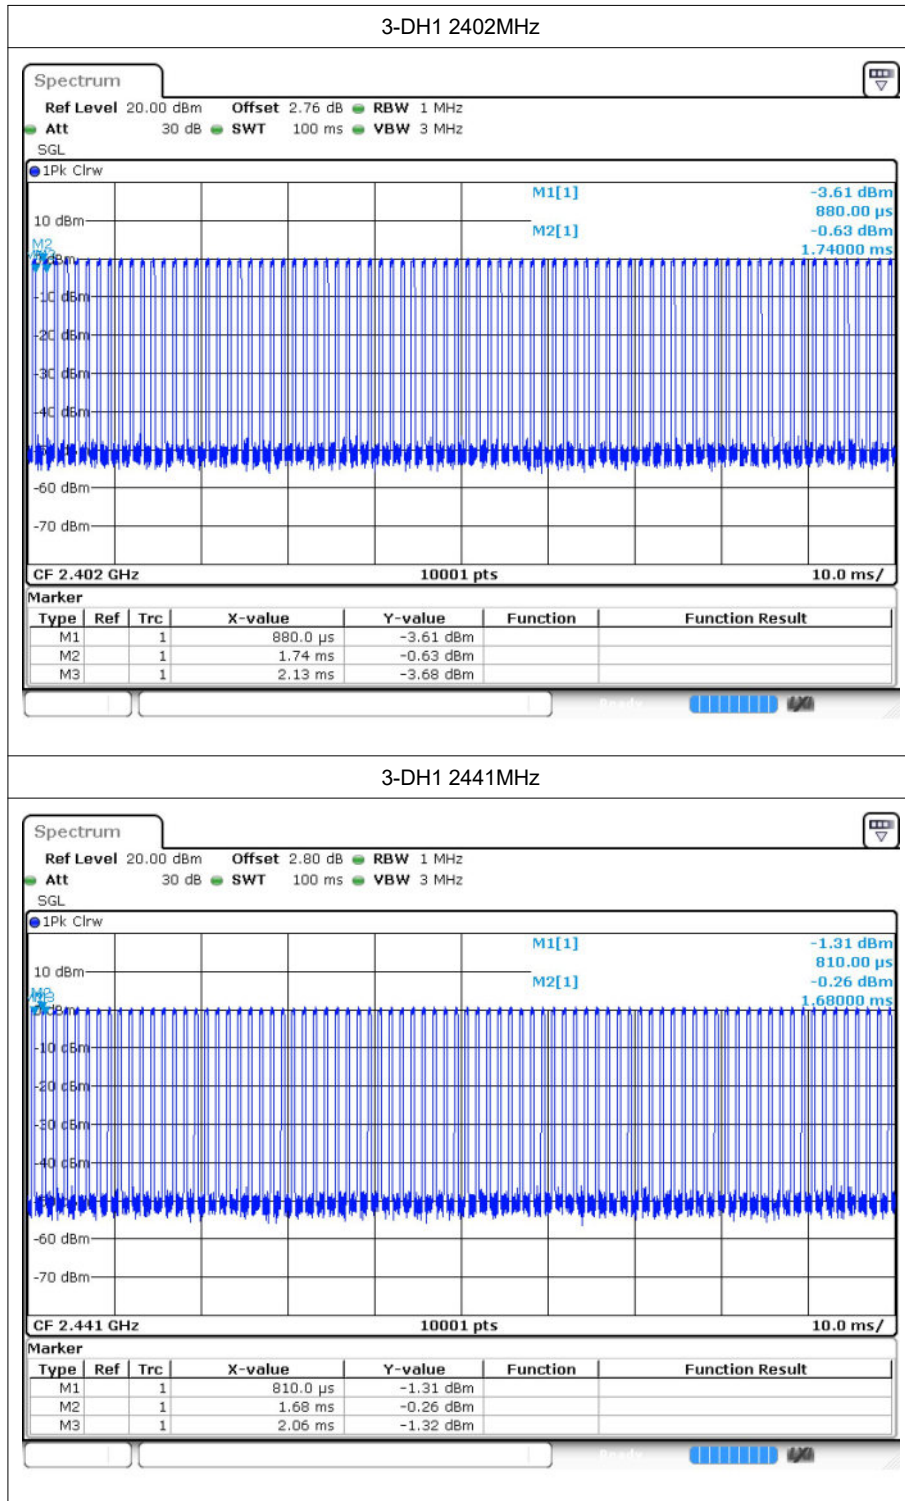 3-DH1 2402MHz
Spectrum
Ref Level 20.00 dBm Offset 2.76 dB RBW 1 MHz
Att 30 dB SWT 100 ms VBW 3 MHz
SGL
1Pk Clrw
M1[1] -3.61 dBm
880.00 µs
10 dBm
M2[1] -0.63 dBm
M2
1.74000 ms
-10 dBm
-20 dBm
-30 dBm
-40 dBm
-60 dBm
-70 dBm
CF 2.402 GHz 10001 pts 10.0 ms/
Marker
Type Ref Trc X-value Y-value Function Function Result
M1 1 880.0 µs -3.61 dBm
M2 1 1.74 ms -0.63 dBm
M3 1 2.13 ms -3.68 dBm
Ready
3-DH1 2441MHz
Spectrum
Ref Level 20.00 dBm Offset 2.80 dB RBW 1 MHz
Att 30 dB SWT 100 ms VBW 3 MHz
SGL
1Pk Clrw
M1[1] -1.31 dBm
810.00 µs
10 dBm
M2[1] -0.26 dBm
1.68000 ms
-10 dBm
-20 dBm
-30 dBm
-40 dBm
-60 dBm
-70 dBm
CF 2.441 GHz 10001 pts 10.0 ms/
Marker
Type Ref Trc X-value Y-value Function Function Result
M1 1 810.0 µs -1.31 dBm
M2 1 1.68 ms -0.26 dBm
M3 1 2.06 ms -1.32 dBm
Ready